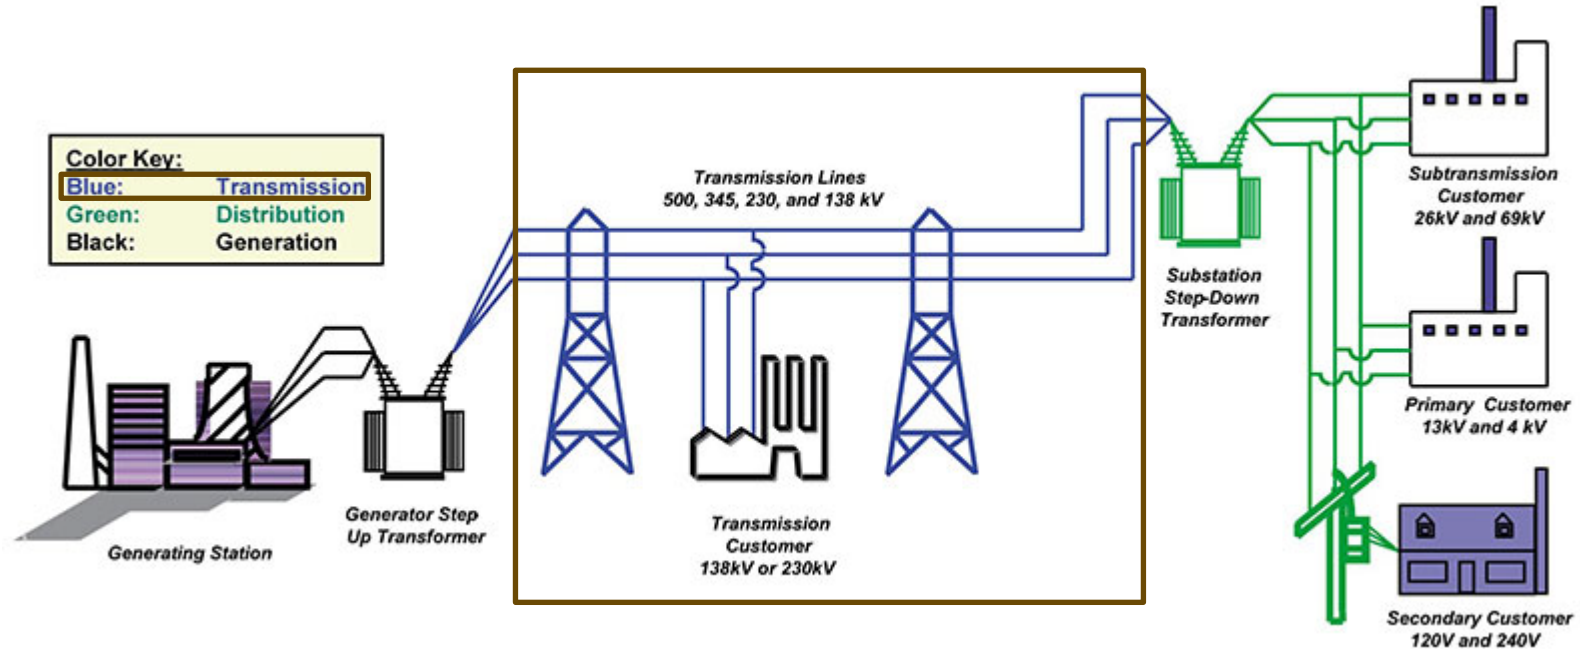 Color Key:
Blue: Transmission
Green: Distribution
Black: Generation
Transmission Lines
500, 345, 230, and 138 kV
Subtransmission
Customer
26kV and 69kV
Substation
Step-Down
Transformer
Primary Customer
13kV and 4 kV
Generating Station
Generator Step
Up Transformer
Transmission
Customer
138kV or 230kV
Secondary Customer
120V and 240V